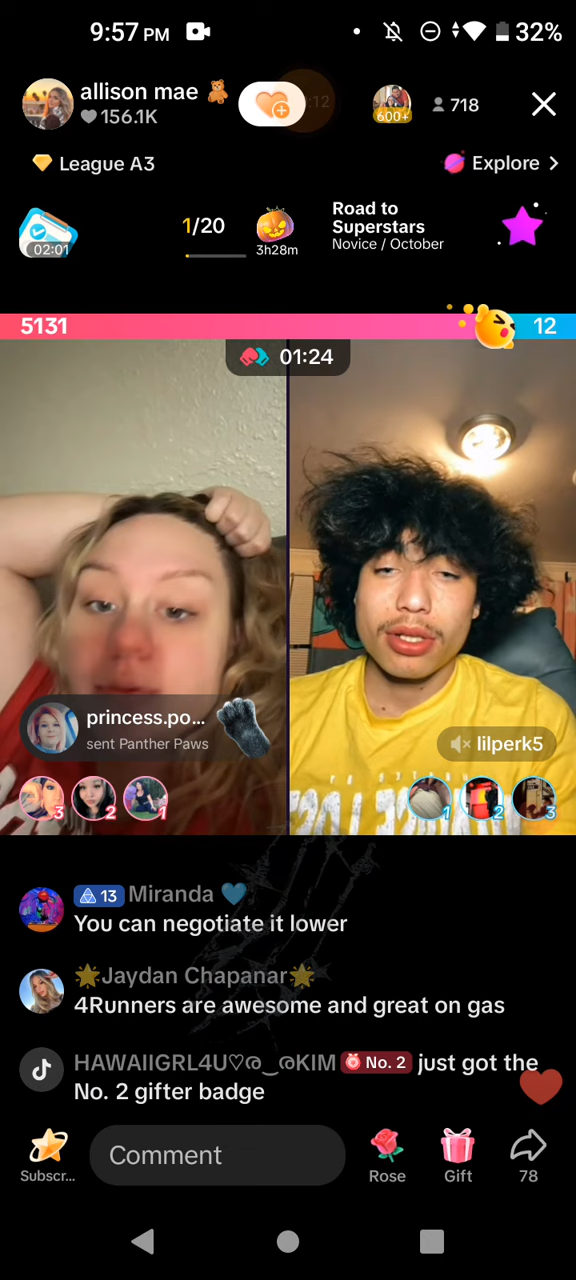 9:57 PM
32%
allison mae
156.1K
:12
600+
718
League A3
Explore
02:01
1/20
3h28m
Road to
Superstars
Novice / October
5131
12
01:24
princess.po...
sent Panther Paws
lilperk5
3
2
1
1
2
3
13 Miranda
You can negotiate it lower
Jaydan Chapanar
4Runners are awesome and great on gas
HAWAIIGRL4U♡ര‿രKIM No. 2 just got the
No. 2 gifter badge
Subscr...
Comment
Rose
Gift
78